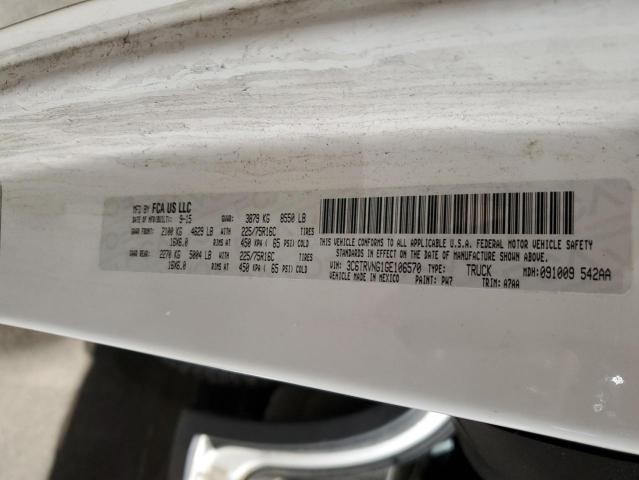 MFD BY FCA US LLC
DATE OF MFR/BUILT: 9-15 GVWR: 3879 KG 8550 LB
GAWR FRONT: 2100 KG 4629 LB 225/75R16C TIRES
16X6.0 RIMS AT 450 KPA ( 65 PSI) COLD
GAWR REAR: 2270 KG 5004 LB 225/75R16C TIRES
16X6.0 RIMS AT 450 KPA ( 65 PSI) COLD
THIS VEHICLE CONFORMS TO ALL APPLICABLE U.S.A. FEDERAL MOTOR VEHICLE SAFETY
STANDARDS IN EFFECT ON THE DATE OF MANUFACTURE SHOWN ABOVE.
VIN: 3C6TRVNG1GE106570 TYPE: TRUCK MDH: 091009 542AA
VEHICLE MADE IN MEXICO PAINT: PW7 TRIM: A7AA